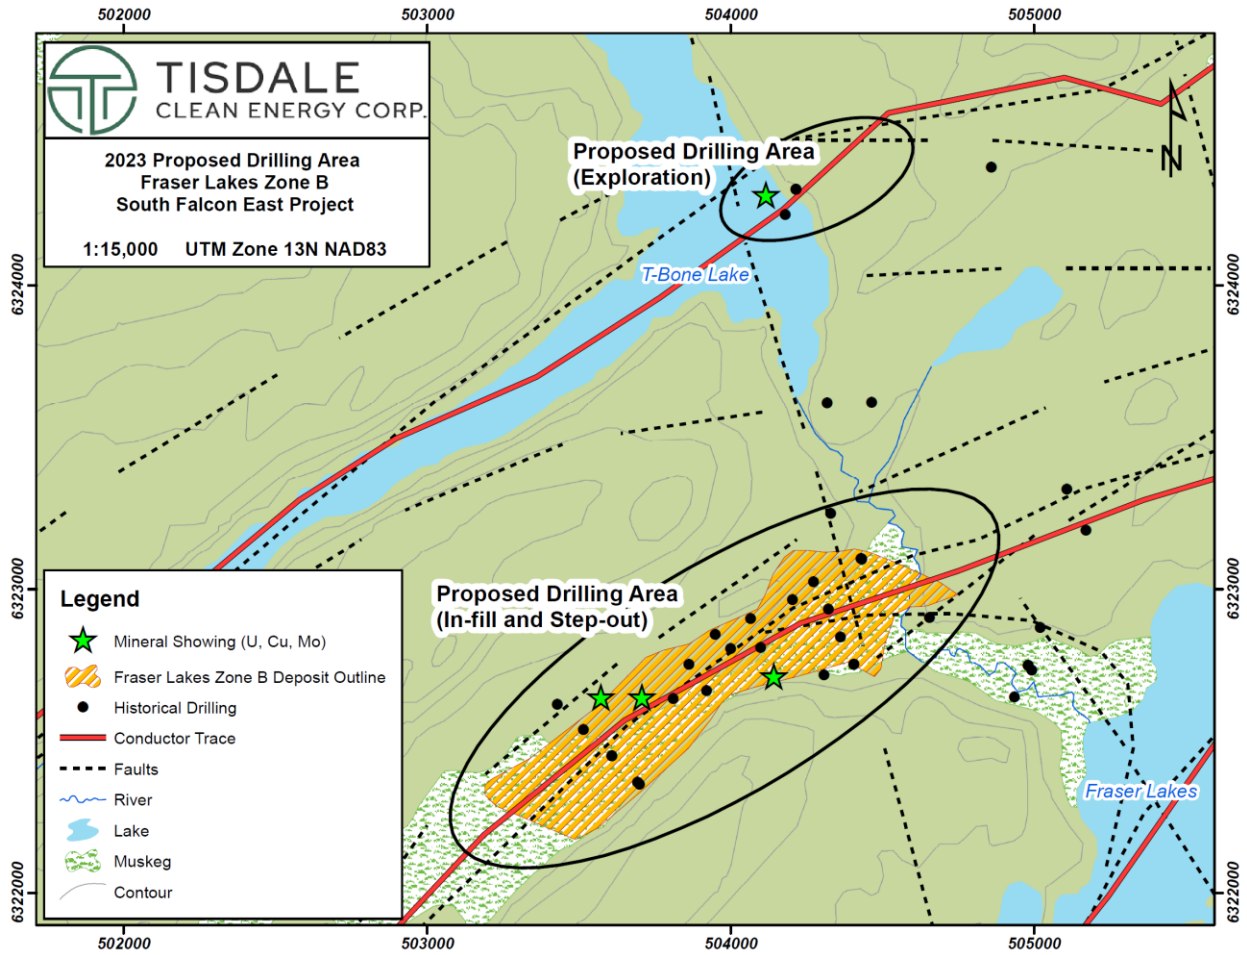 502000 503000 504000 505000
TISDALE
CLEAN ENERGY CORP.
2023 Proposed Drilling Area
Fraser Lakes Zone B
South Falcon East Project
1:15,000 UTM Zone 13N NAD83
Proposed Drilling Area
(Exploration)
N
T-Bone Lake
6324000
6324000
6323000
6323000
Proposed Drilling Area
(In-fill and Step-out)
Legend
Mineral Showing (U, Cu, Mo)
Fraser Lakes Zone B Deposit Outline
Historical Drilling
Conductor Trace
Faults
River
Lake
Muskeg
Contour
Fraser Lakes
6322000
6322000
502000 503000 504000 505000